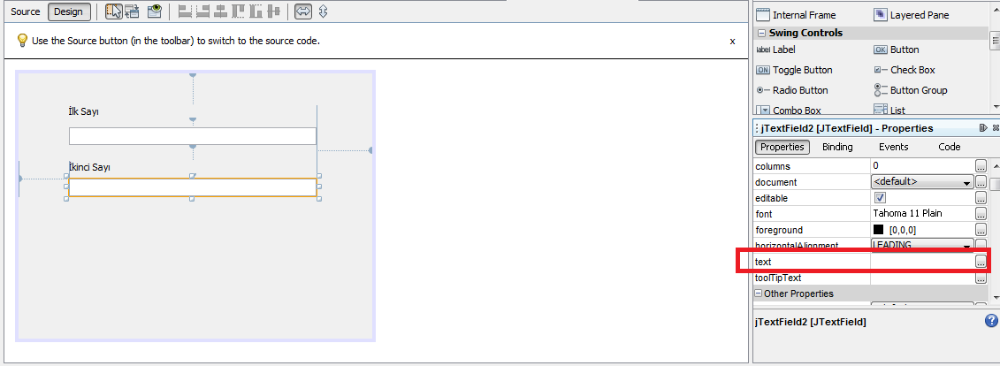 Source Design
Use the Source button (in the toolbar) to switch to the source code. x
İlk Sayı
İkinci Sayı
Internal Frame Layered Pane
Swing Controls
label Label OK Button
ON Toggle Button Check Box
Radio Button Button Group
Combo Box List
jTextField2 [JTextField] - Properties
Properties Binding Events Code
columns 0 ...
document <default> ...
editable ...
font Tahoma 11 Plain ...
foreground [0,0,0] ...
horizontalAlignment LEADING ...
text ...
toolTipText ...
Other Properties
jTextField2 [JTextField] ?